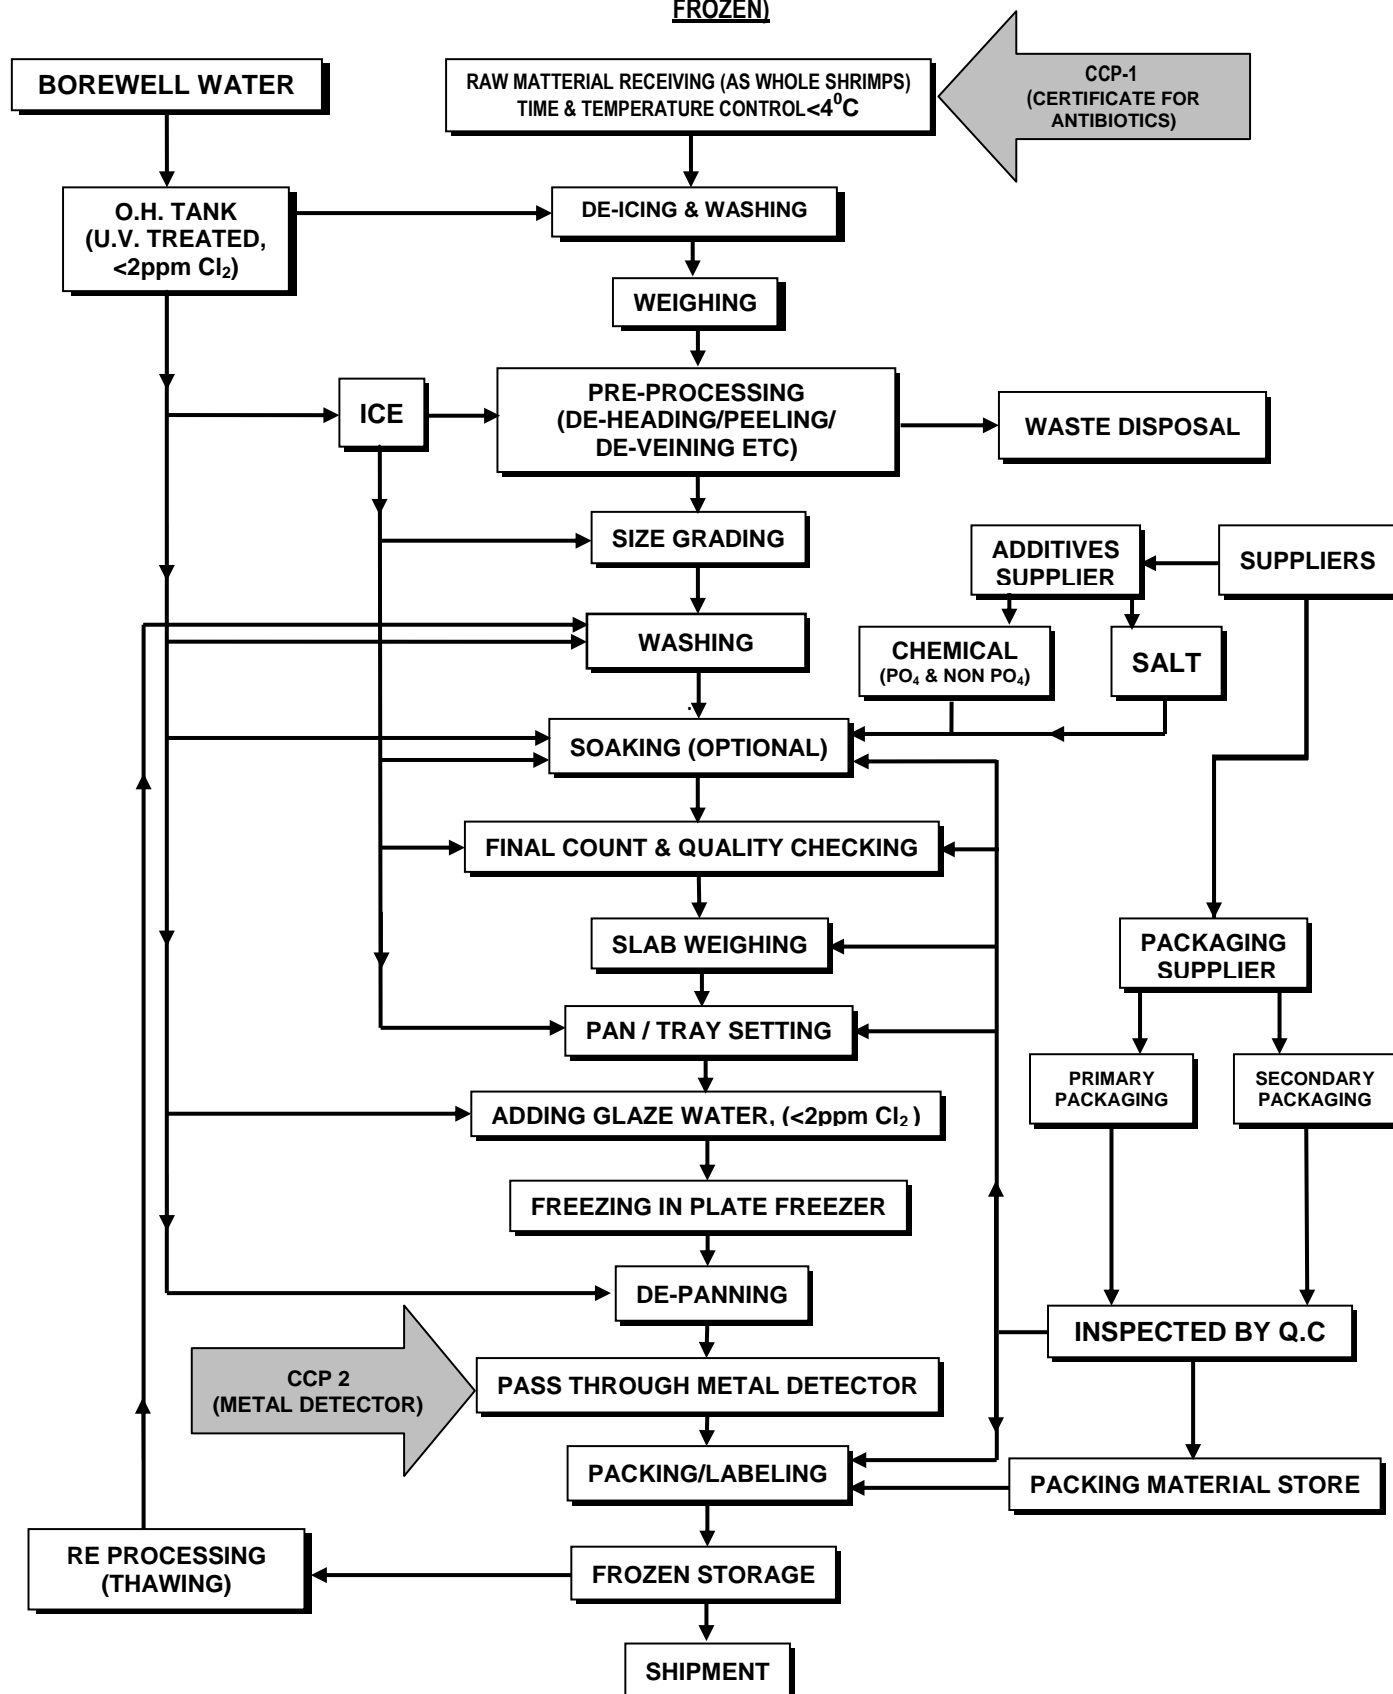 FROZEN)
BOREWELL WATER
RAW MATTERIAL RECEIVING (AS WHOLE SHRIMPS)
TIME & TEMPERATURE CONTROL<4⁰C
CCP-1
(CERTIFICATE FOR
ANTIBIOTICS)
O.H. TANK
(U.V. TREATED,
<2ppm Cl₂)
DE-ICING & WASHING
WEIGHING
ICE
PRE-PROCESSING
(DE-HEADING/PEELING/
DE-VEINING ETC)
WASTE DISPOSAL
SIZE GRADING
ADDITIVES
SUPPLIER
SUPPLIERS
WASHING
CHEMICAL
(PO₄ & NON PO₄)
SALT
SOAKING (OPTIONAL)
FINAL COUNT & QUALITY CHECKING
SLAB WEIGHING
PACKAGING
SUPPLIER
PAN / TRAY SETTING
PRIMARY
PACKAGING
SECONDARY
PACKAGING
ADDING GLAZE WATER, (<2ppm Cl₂ )
FREEZING IN PLATE FREEZER
DE-PANNING
INSPECTED BY Q.C
CCP 2
(METAL DETECTOR)
PASS THROUGH METAL DETECTOR
PACKING/LABELING
PACKING MATERIAL STORE
RE PROCESSING
(THAWING)
FROZEN STORAGE
SHIPMENT